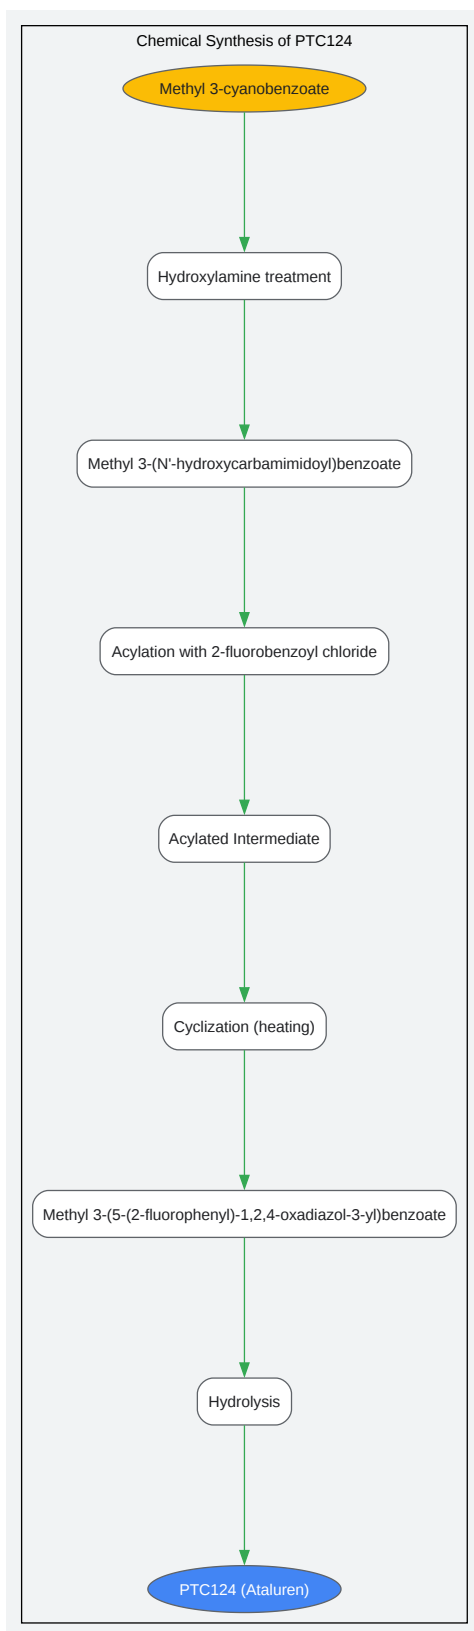 Chemical Synthesis of PTC124
Methyl 3-cyanobenzoate
Hydroxylamine treatment
Methyl 3-(N'-hydroxycarbamimidoyl)benzoate
Acylation with 2-fluorobenzoyl chloride
Acylated Intermediate
Cyclization (heating)
Methyl 3-(5-(2-fluorophenyl)-1,2,4-oxadiazol-3-yl)benzoate
Hydrolysis
PTC124 (Ataluren)